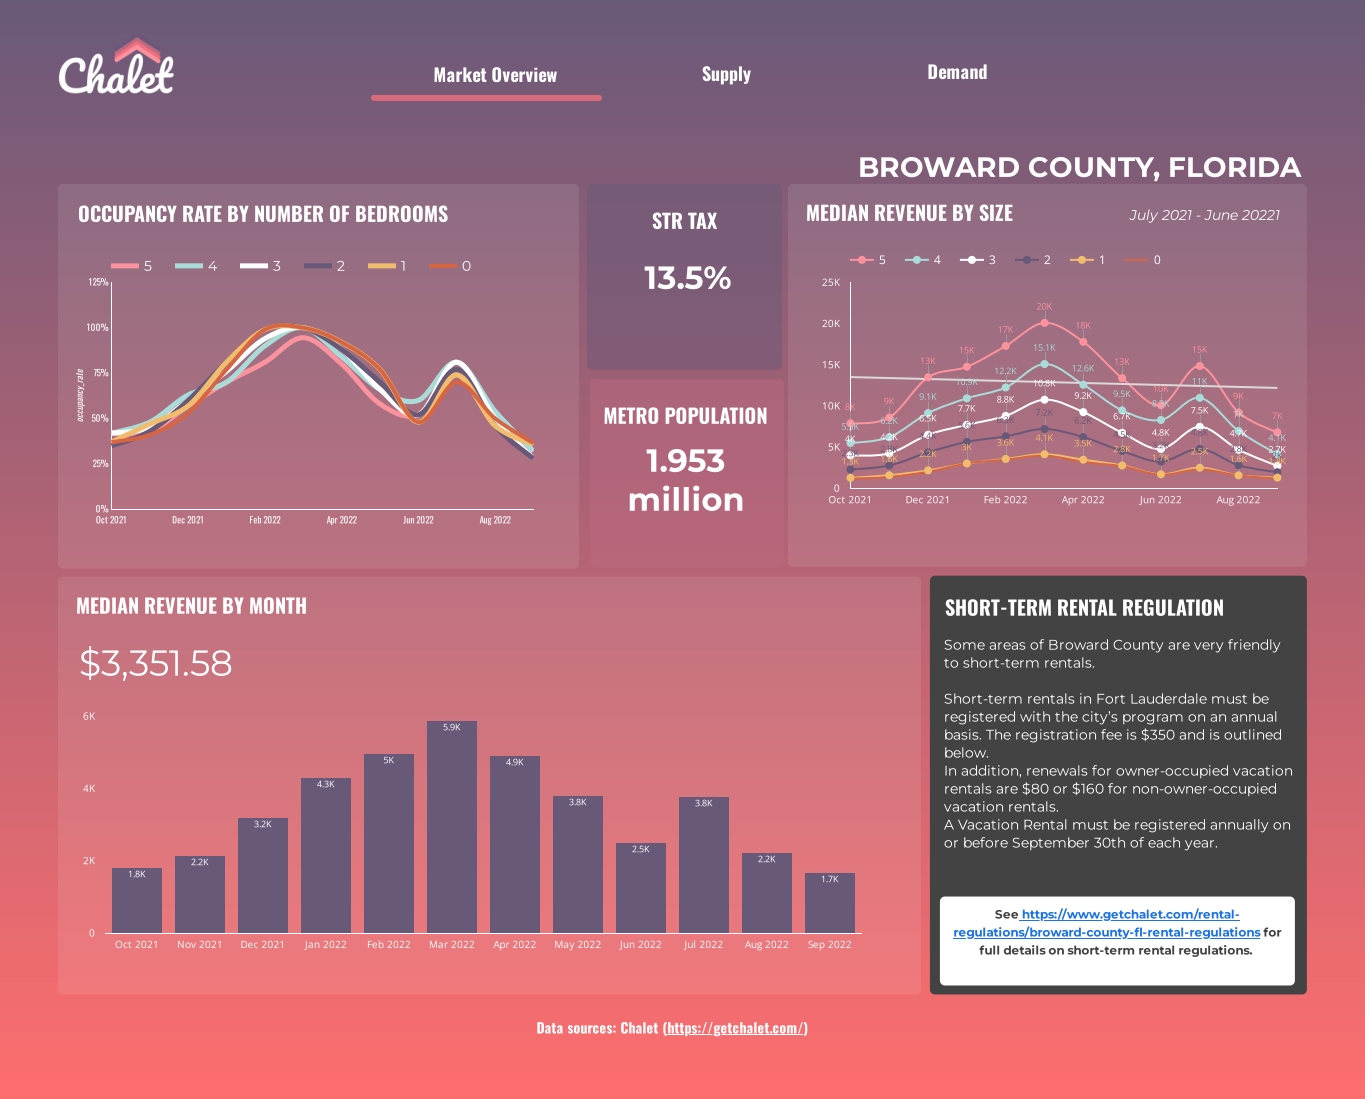 Chalet
Market Overview
Supply
Demand
BROWARD COUNTY, FLORIDA
OCCUPANCY RATE BY NUMBER OF BEDROOMS
5 4 3 2 1 0
125%
100%
75%
50%
25%
0%
occupancy_rate
Oct 2021 Dec 2021 Feb 2022 Apr 2022 Jun 2022 Aug 2022
STR TAX
13.5%
METRO POPULATION
1.953
million
MEDIAN REVENUE BY SIZE
July 2021 - June 20221
5 4 3 2 1 0
25K
20K
15K
10K
5K
0
8K 9K 13K 15K 17K 20K 18K 13K 10K 15K 9K 7K
6.2K 9.1K 10.9K 12.2K 15.1K 12.6K 9.5K 11K 4.1K
4K 4.2K 6.5K 7.7K 8.8K 10.8K 9.2K 6.7K 4.8K 7.5K 4.7K 2.7K
7.2K 6.2K
2.2K 3K 3.6K 4.1K 3.5K 2.8K 1.7K 2.5K 1.6K
Oct 2021 Dec 2021 Feb 2022 Apr 2022 Jun 2022 Aug 2022
MEDIAN REVENUE BY MONTH
$3,351.58
6K
4K
2K
0
1.8K 2.2K 3.2K 4.3K 5K 5.9K 4.9K 3.8K 2.5K 3.8K 2.2K 1.7K
Oct 2021 Nov 2021 Dec 2021 Jan 2022 Feb 2022 Mar 2022 Apr 2022 May 2022 Jun 2022 Jul 2022 Aug 2022 Sep 2022
SHORT-TERM RENTAL REGULATION
Some areas of Broward County are very friendly
to short-term rentals.
Short-term rentals in Fort Lauderdale must be
registered with the city's program on an annual
basis. The registration fee is $350 and is outlined
below.
In addition, renewals for owner-occupied vacation
rentals are $80 or $160 for non-owner-occupied
vacation rentals.
A Vacation Rental must be registered annually on
or before September 30th of each year.
See https://www.getchalet.com/rental-
regulations/broward-county-fl-rental-regulations for
full details on short-term rental regulations.
Data sources: Chalet (https://getchalet.com/)